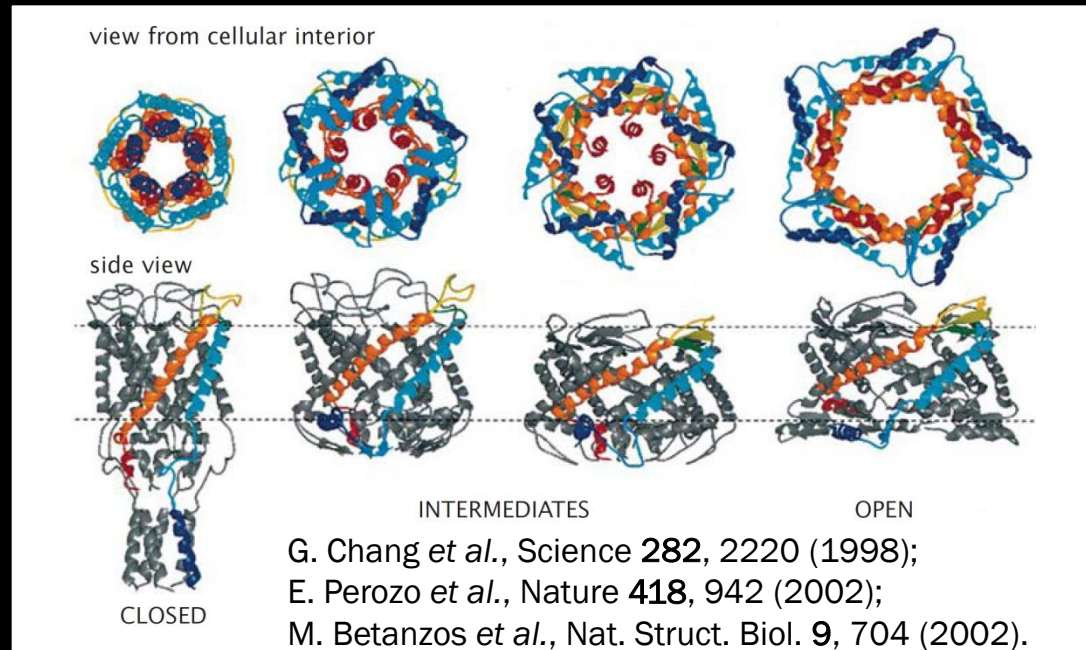 view from cellular interior
side view
INTERMEDIATES
OPEN
CLOSED
G. Chang et al., Science 282, 2220 (1998);
E. Perozo et al., Nature 418, 942 (2002);
M. Betanzos et al., Nat. Struct. Biol. 9, 704 (2002).